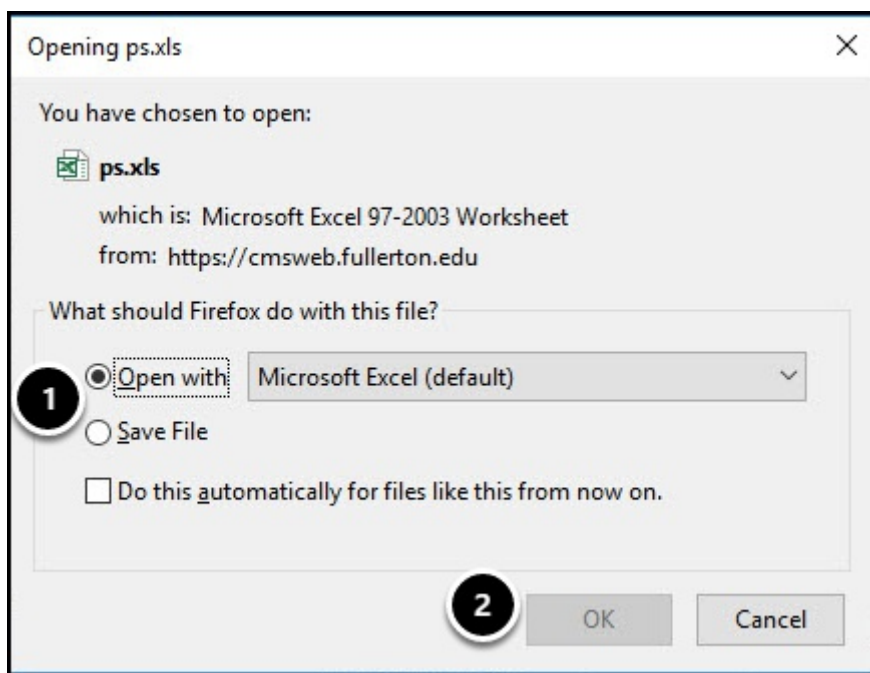 Opening ps.xls
You have chosen to open:
ps.xls
which is: Microsoft Excel 97-2003 Worksheet
from: https://cmsweb.fullerton.edu
What should Firefox do with this file?
1
Open with Microsoft Excel (default)
Save File
Do this automatically for files like this from now on.
2
OK Cancel